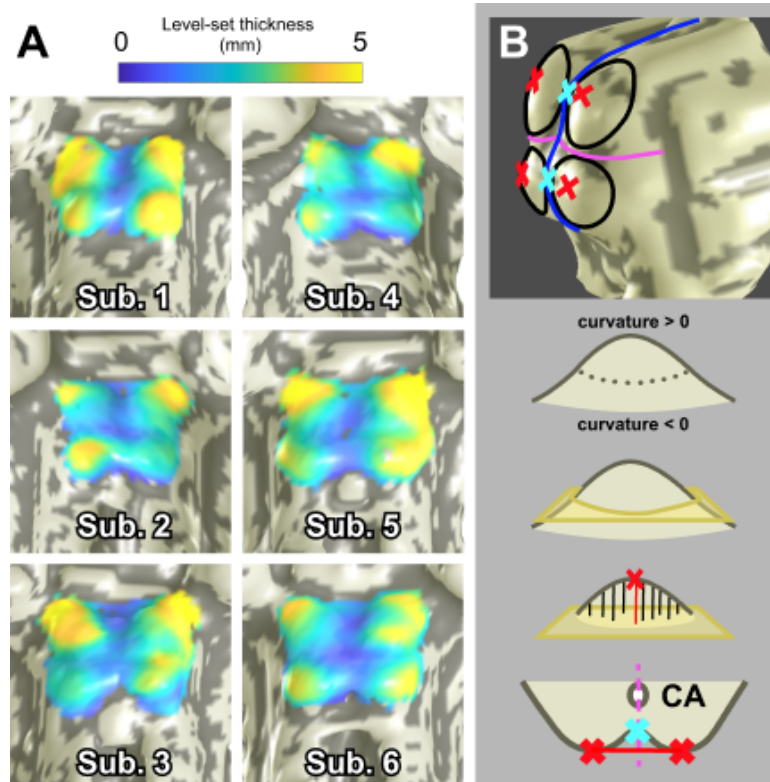 A
Level-set thickness
(mm)
0
5
Sub. 1
Sub. 4
Sub. 2
Sub. 5
Sub. 3
Sub. 6
B
curvature > 0
curvature < 0
CA